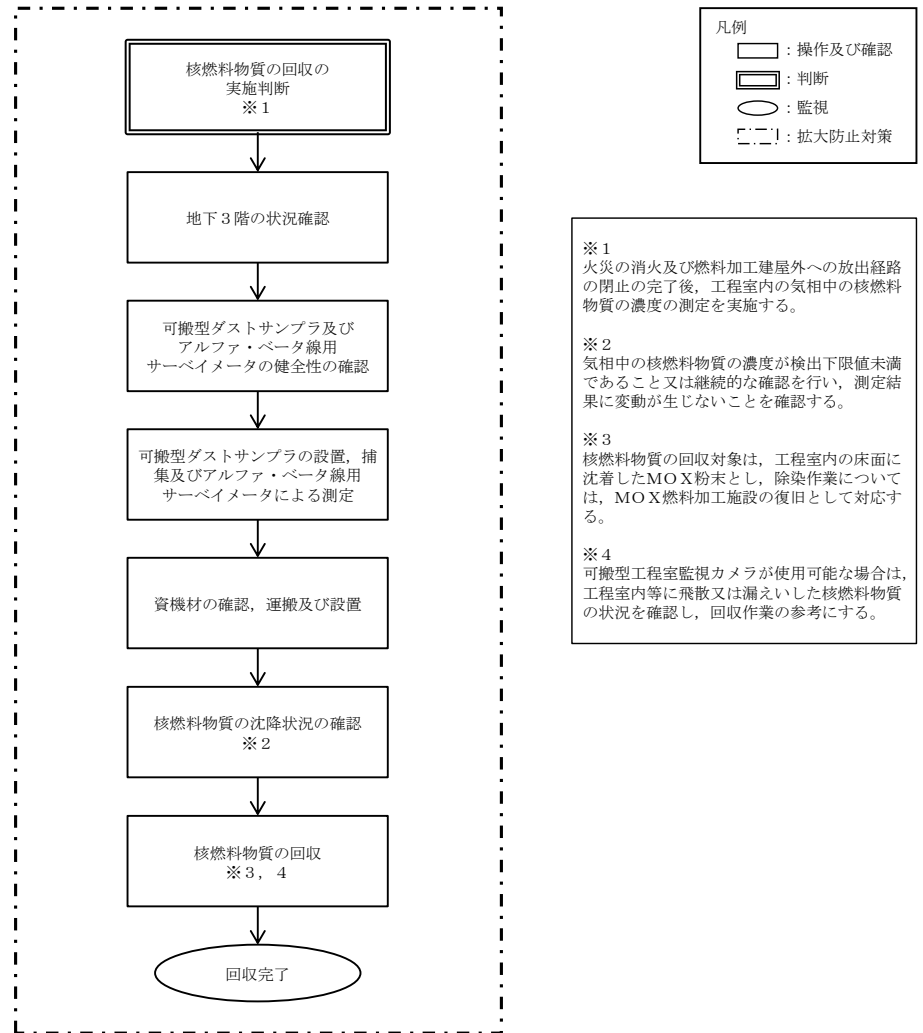 核燃料物質の回収の
実施判断
※１
地下３階の状況確認
可搬型ダストサンプラ及び
アルファ・ベータ線用
サーベイメータの健全性の確認
可搬型ダストサンプラの設置，捕
集及びアルファ・ベータ線用
サーベイメータによる測定
資機材の確認，運搬及び設置
核燃料物質の沈降状況の確認
※２
核燃料物質の回収
※３，４
回収完了
凡例
：操作及び確認
：判断
：監視
：拡大防止対策
※１
火災の消火及び燃料加工建屋外への放出経路
の閉止の完了後，工程室内の気相中の核燃料
物質の濃度の測定を実施する。
※２
気相中の核燃料物質の濃度が検出下限値未満
であること又は継続的な確認を行い，測定結
果に変動が生じないことを確認する。
※３
核燃料物質の回収対象は，工程室内の床面に
沈着したＭＯＸ粉末とし，除染作業について
は，ＭＯＸ燃料加工施設の復旧として対応す
る。
※４
可搬型工程室監視カメラが使用可能な場合は，
工程室内等に飛散又は漏えいした核燃料物質
の状況を確認し，回収作業の参考にする。